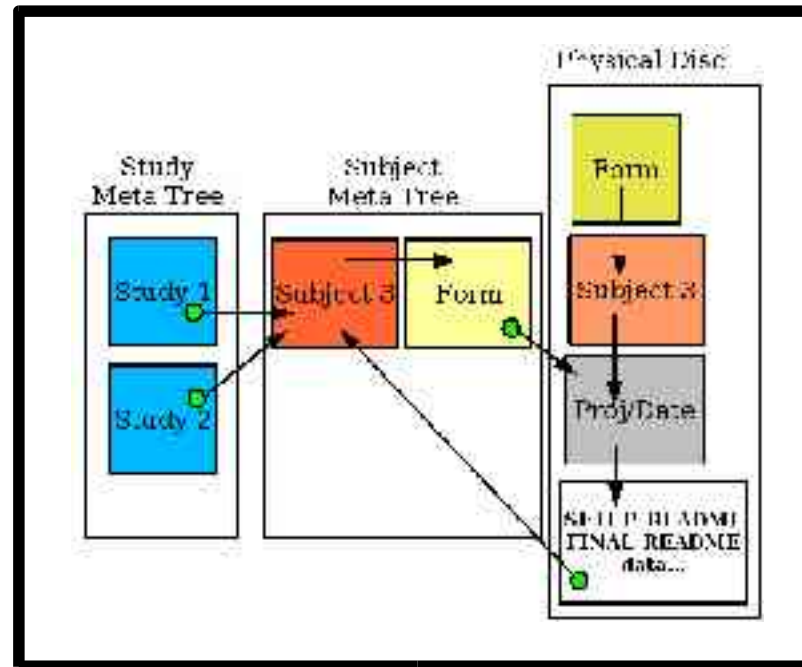 Physical Disc
Study
Meta Tree
Subject
Meta Tree
Form
Study 1
Subject 3
Form
Subject 3
Study 2
Proj/Date
SETUP README
FINAL README
data...